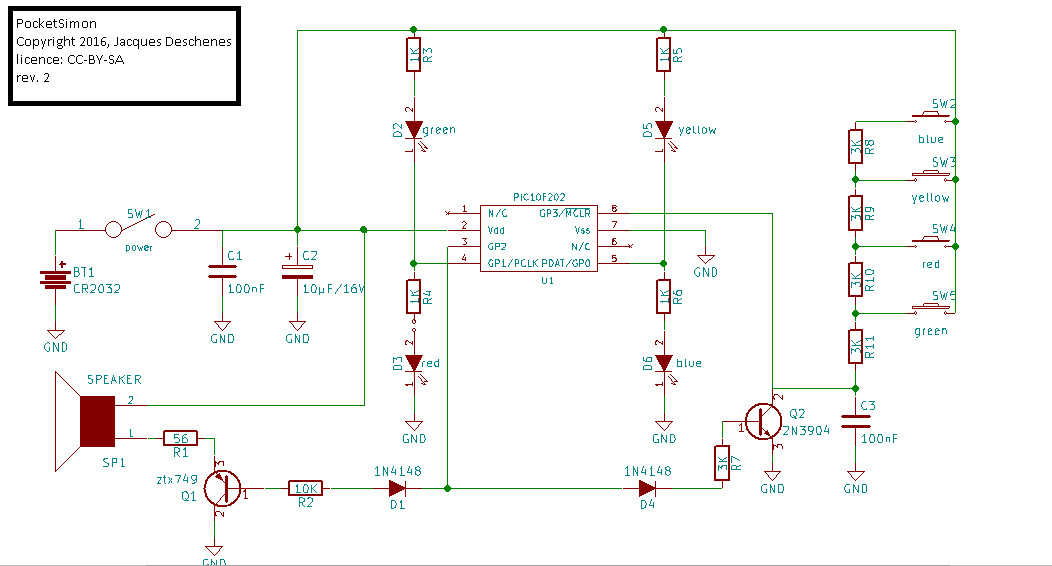 PocketSimon
Copyright 2016, Jacques Deschenes
licence: CC-BY-SA
rev. 2
1K
R3
1K
R5
2
D2
green
1
2
D5
yellow
1
SW2
blue
3K
R8
SW3
yellow
3K
R9
SW4
red
3K
R10
SW5
green
3K
R11
PIC10F202
1
N/C
GP3/MCLR
8
2
Vdd
Vss
7
3
GP2
N/C
6
4
GP1/PCLK
PDAT/GP0
5
U1
GND
1
SW1
2
power
BT1
CR2032
GND
C1
100nF
GND
C2
10µF/16V
GND
1K
R4
2
D3
red
1
GND
1K
R6
2
D6
blue
1
GND
SPEAKER
2
1
SP1
56
R1
3
ztx749
Q1
1
2
GND
10K
R2
1N4148
D1
1N4148
D4
3K
R7
2
Q2
2N3904
1
3
GND
C3
100nF
GND